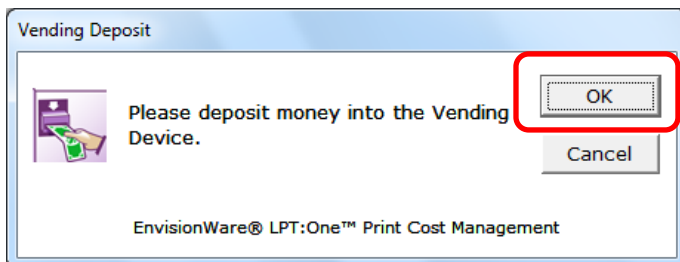 Vending Deposit
Please deposit money into the Vending
Device.
OK
Cancel
EnvisionWare® LPT:One™ Print Cost Management